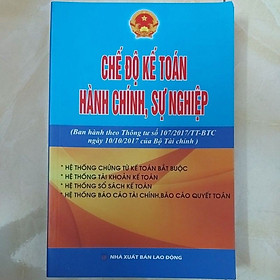 CHẾ ĐỘ KẾ TOÁN
HÀNH CHÍNH, SỰ NGHIỆP
(Ban hành theo Thông tư số 107/2017/TT-BTC
ngày 10/10/2017 của Bộ Tài chính )
* HỆ THỐNG CHỨNG TỪ KẾ TOÁN BẮT BUỘC
* HỆ THỐNG TÀI KHOẢN KẾ TOÁN
* HỆ THỐNG SỔ SÁCH KẾ TOÁN
* HỆ THỐNG BÁO CÁO TÀI CHÍNH,BÁO CÁO QUYẾT TOÁN
NHÀ XUẤT BẢN LAO ĐỘNG